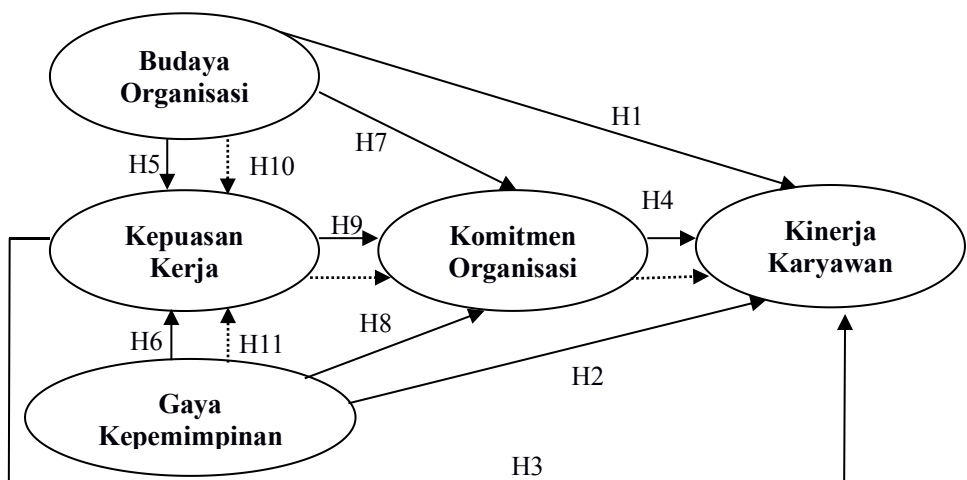 Budaya
Organisasi
H1
H7
H5
H10
Kepuasan
Kerja
H9
Komitmen
Organisasi
H4
Kinerja
Karyawan
H6
H11
H8
H2
Gaya
Kepemimpinan
H3